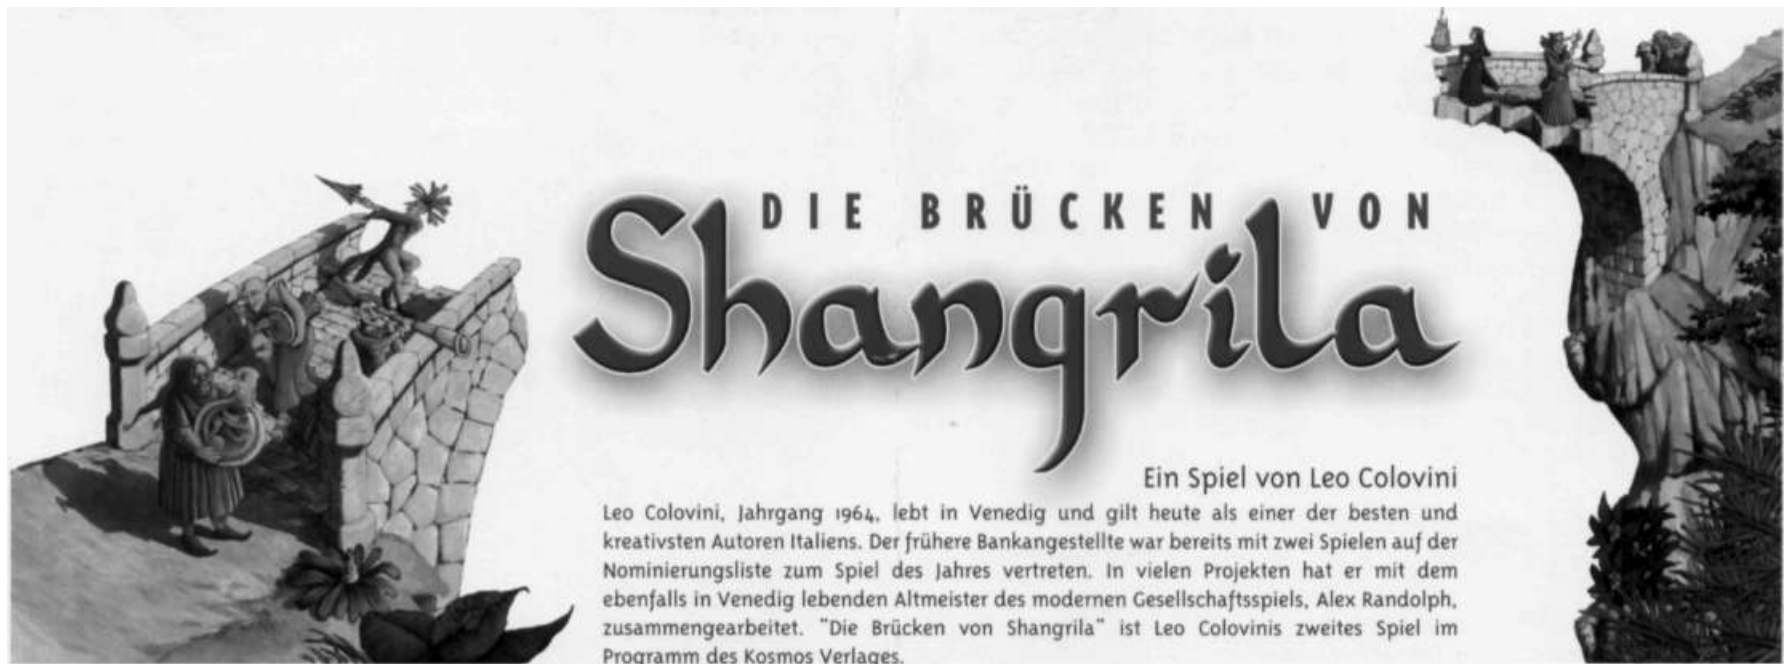 DIE BRÜCKEN VON
Shangrila
Ein Spiel von Leo Colovini
Leo Colovini, Jahrgang 1964, lebt in Venedig und gilt heute als einer der besten und
kreativsten Autoren Italiens. Der frühere Bankangestellte war bereits mit zwei Spielen auf der
Nominierungsliste zum Spiel des Jahres vertreten. In vielen Projekten hat er mit dem
ebenfalls in Venedig lebenden Altmeister des modernen Gesellschaftsspiels, Alex Randolph,
zusammengearbeitet. "Die Brücken von Shangrila" ist Leo Colovinis zweites Spiel im
Programm des Kosmos Verlages.